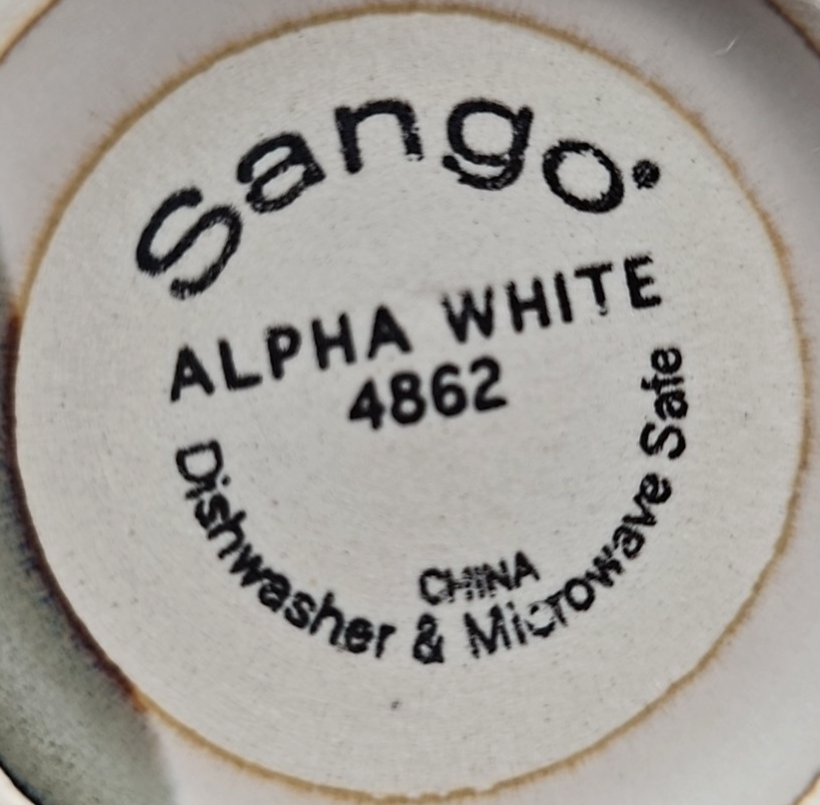 Sango®
ALPHA WHITE
4862
CHINA
Dishwasher & Microwave Safe